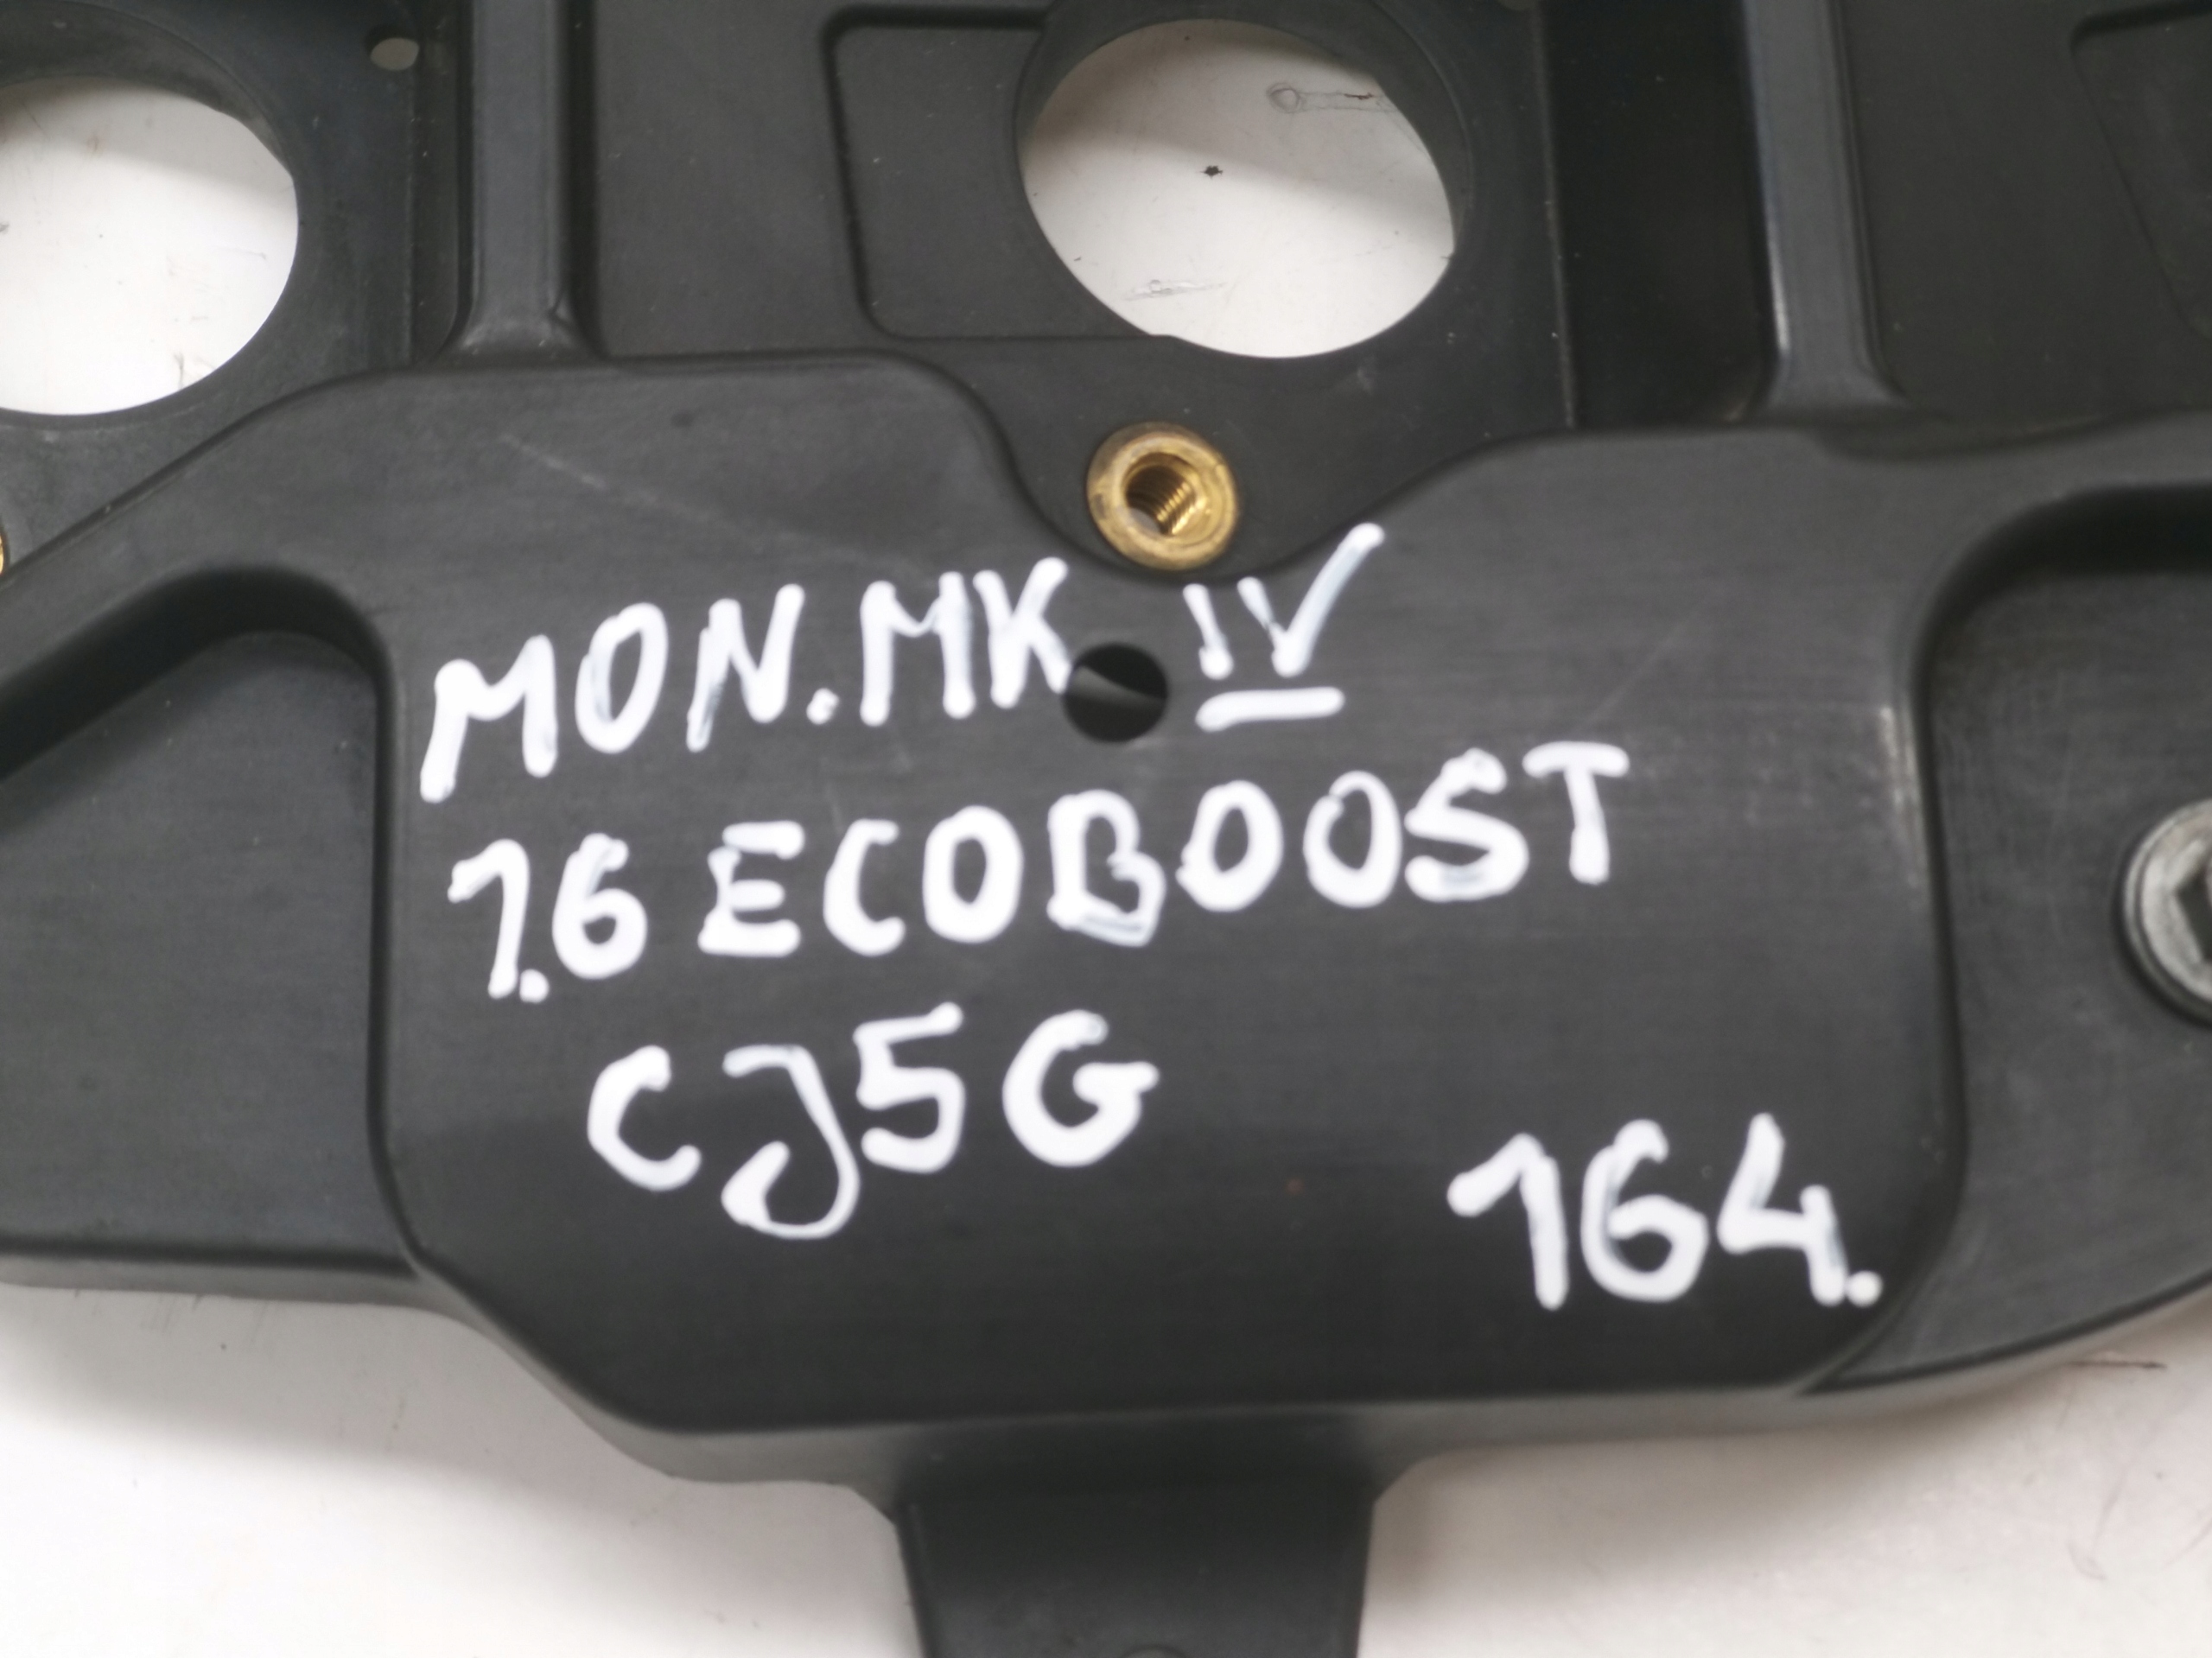 MON.MK IV
1.6 ECOBOOST
CJ5G
164.